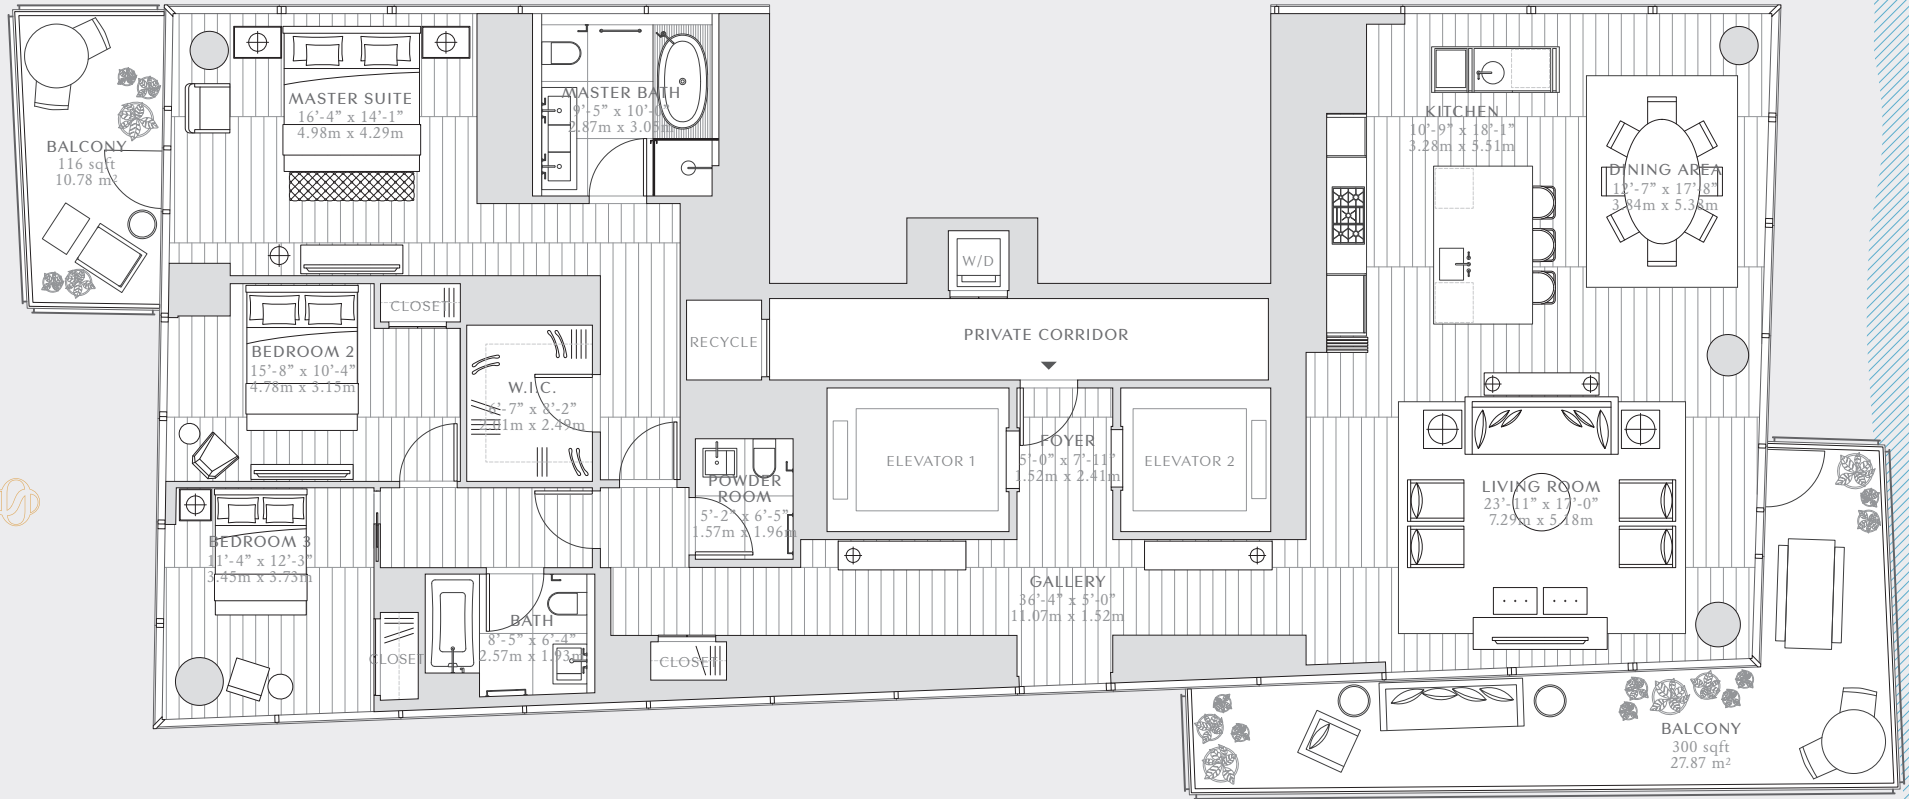 MASTER SUITE
16'-4" x 14'-1"
4.98m x 4.29m
MASTER BATH
9'-5" x 10'-0"
2.87m x 3.05m
BALCONY
116 sqft
10.78 m²
KITCHEN
10'-9" x 18'-1"
3.28m x 5.51m
DINING AREA
12'-7" x 17'-8"
3.84m x 5.38m
W/D
CLOSET
RECYCLE
PRIVATE CORRIDOR
BEDROOM 2
15'-8" x 10'-4"
4.78m x 3.15m
W.I.C.
6'-7" x 8'-2"
2.01m x 2.49m
ELEVATOR 1
FOYER
5'-0" x 7'-11"
1.52m x 2.41m
ELEVATOR 2
POWDER
ROOM
5'-2" x 6'-5"
1.57m x 1.96m
LIVING ROOM
23'-11" x 17'-0"
7.29m x 5.18m
BEDROOM 3
11'-4" x 12'-3"
3.45m x 3.73m
GALLERY
36'-4" x 5'-0"
11.07m x 1.52m
BATH
8'-5" x 6'-4"
2.57m x 1.93m
CLOSET
CLOSET
BALCONY
300 sqft
27.87 m²